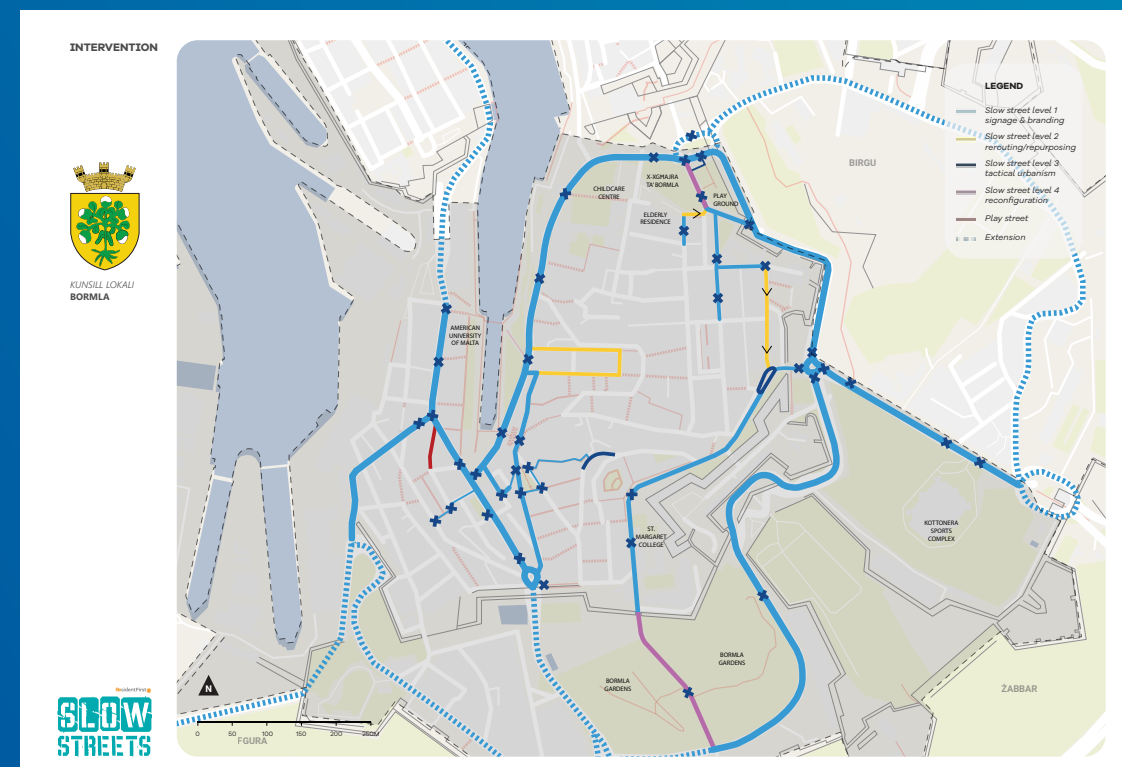 INTERVENTION
KUNSILL LOKALI
BORMLA
ResidentFirst
SLOW
STREETS
LEGEND
Slow street level 1
signage & branding
Slow street level 2
rerouting/repurposing
Slow street level 3
tactical urbanism
Slow street level 4
reconfiguration
Play street
Extension
BIRGU
X-XGMAJRA
TA' BORMLA
CHILDCARE
CENTRE
PLAY
GROUND
ELDERLY
RESIDENCE
AMERICAN
UNIVERSITY
OF MALTA
ST.
MARGARET
COLLEGE
KOTTONERA
SPORTS
COMPLEX
BORMLA
GARDENS
BORMLA
GARDENS
ŻABBAR
N
0 50 100 150 200 250M
FGURA